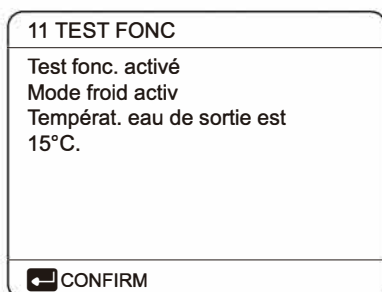 11 TEST FONC
Test fonc. activé
Mode froid activ
Températ. eau de sortie est
15°C.
CONFIRM